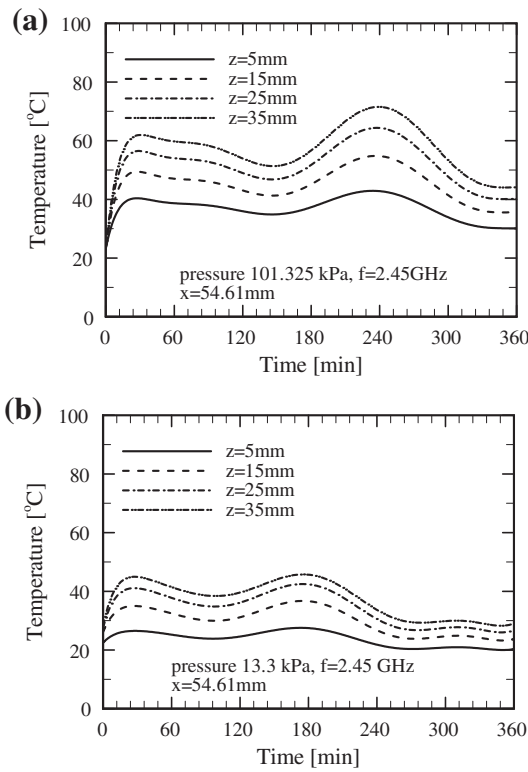 (a)
100
80
60
40
20
0
Temperature [°C]
z=5mm
z=15mm
z=25mm
z=35mm
pressure 101.325 kPa, f=2.45GHz
x=54.61mm
0 60 120 180 240 300 360
Time [min]
(b)
100
80
60
40
20
0
Temperature [°C]
z=5mm
z=15mm
z=25mm
z=35mm
pressure 13.3 kPa, f=2.45 GHz
x=54.61mm
0 60 120 180 240 300 360
Time [min]